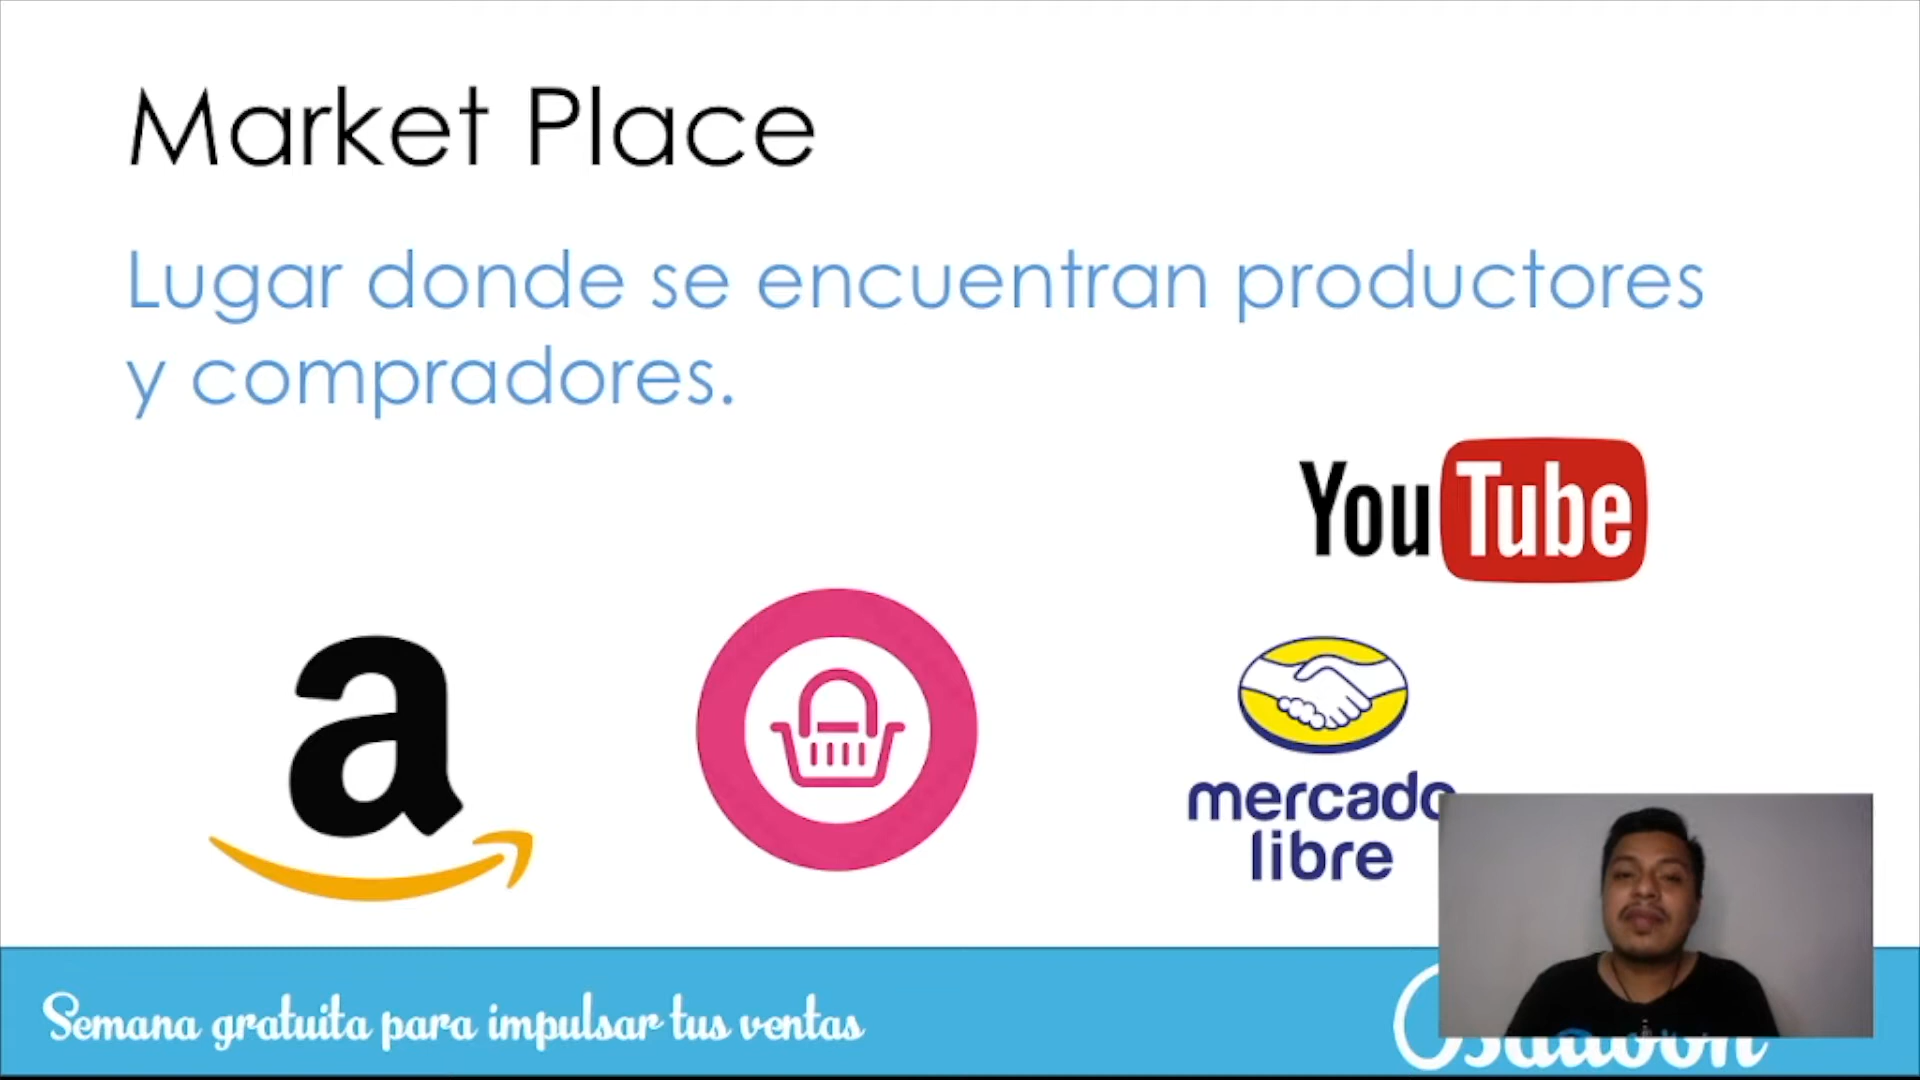 Market Place
Lugar donde se encuentran productores
y compradores.
YouTube
a
mercado
libre
Semana gratuita para impulsar tus ventas